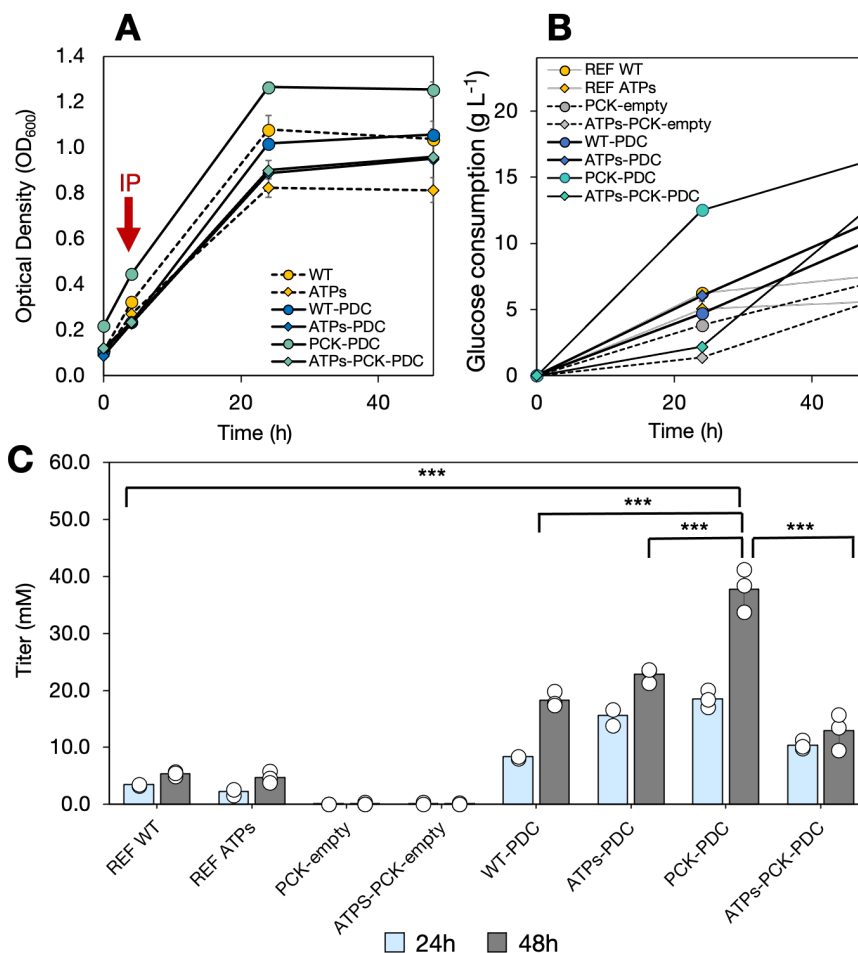 A
Optical Density (OD600)
1.4
1.2
1.0
0.8
0.6
0.4
0.2
0.0
IP
WT
ATPs
WT-PDC
ATPs-PDC
PCK-PDC
ATPs-PCK-PDC
0
20
40
Time (h)
B
Glucose consumption (g L−1)
20
15
10
5
0
REF WT
REF ATPs
PCK-empty
ATPs-PCK-empty
WT-PDC
ATPs-PDC
PCK-PDC
ATPs-PCK-PDC
0
20
40
Time (h)
C
Titer (mM)
60.0
50.0
40.0
30.0
20.0
10.0
0.0
***
***
***
***
REF WT
REF ATPs
PCK-empty
ATPS-PCK-empty
WT-PDC
ATPs-PDC
PCK-PDC
ATPs-PCK-PDC
24h
48h